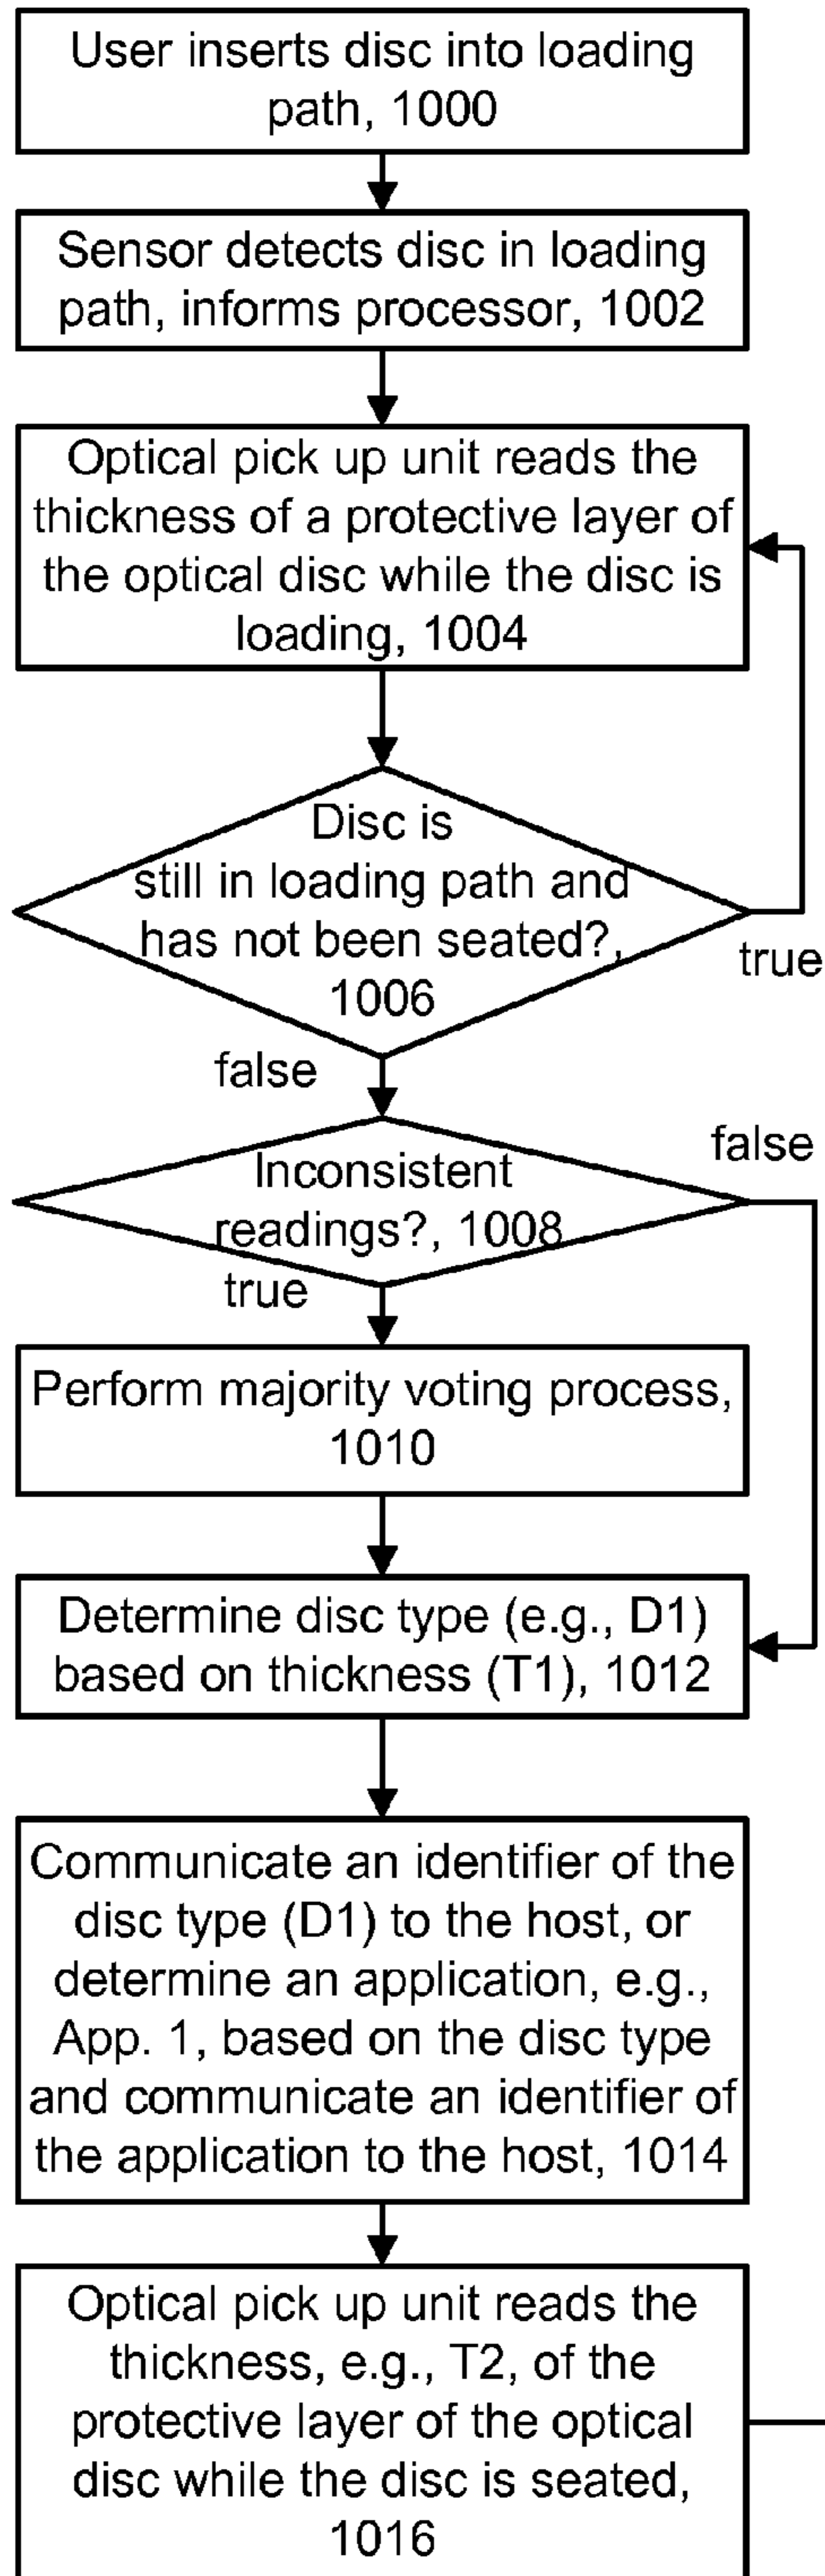 User inserts disc into loading
path, 1000
Sensor detects disc in loading
path, informs processor, 1002
Optical pick up unit reads the
thickness of a protective layer of
the optical disc while the disc is
loading, 1004
Disc is
still in loading path and
has not been seated?,
1006
true
false
Inconsistent
readings?, 1008
false
true
Perform majority voting process,
1010
Determine disc type (e.g., D1)
based on thickness (T1), 1012
Communicate an identifier of the
disc type (D1) to the host, or
determine an application, e.g.,
App. 1, based on the disc type
and communicate an identifier of
the application to the host, 1014
Optical pick up unit reads the
thickness, e.g., T2, of the
protective layer of the optical
disc while the disc is seated,
1016